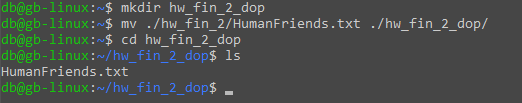 db@gb-linux:~$ mkdir hw_fin_2_dop
db@gb-linux:~$ mv ./hw_fin_2/HumanFriends.txt ./hw_fin_2_dop/
db@gb-linux:~$ cd hw_fin_2_dop
db@gb-linux:~/hw_fin_2_dop$ ls
HumanFriends.txt
db@gb-linux:~/hw_fin_2_dop$